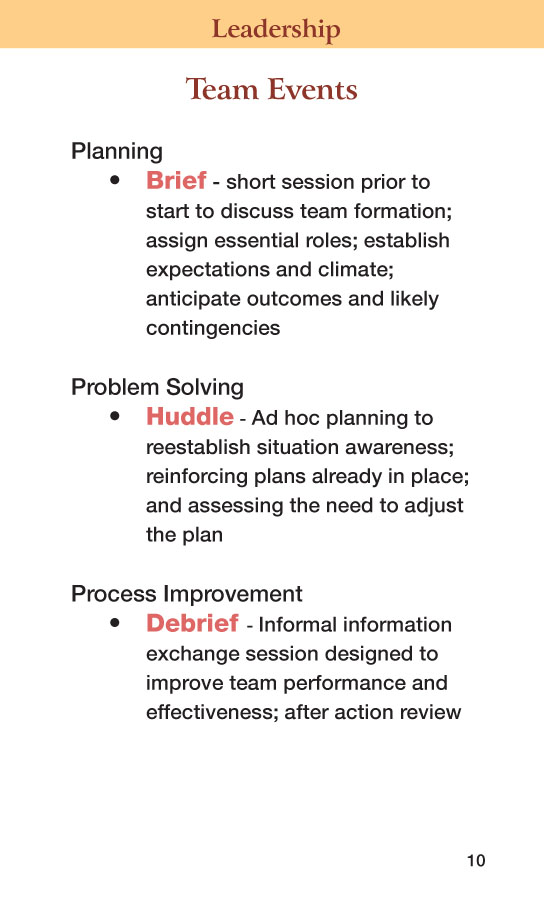 Leadership
Team Events
Planning
• Brief - short session prior to
start to discuss team formation;
assign essential roles; establish
expectations and climate;
anticipate outcomes and likely
contingencies
Problem Solving
• Huddle - Ad hoc planning to
reestablish situation awareness;
reinforcing plans already in place;
and assessing the need to adjust
the plan
Process Improvement
• Debrief - Informal information
exchange session designed to
improve team performance and
effectiveness; after action review
10